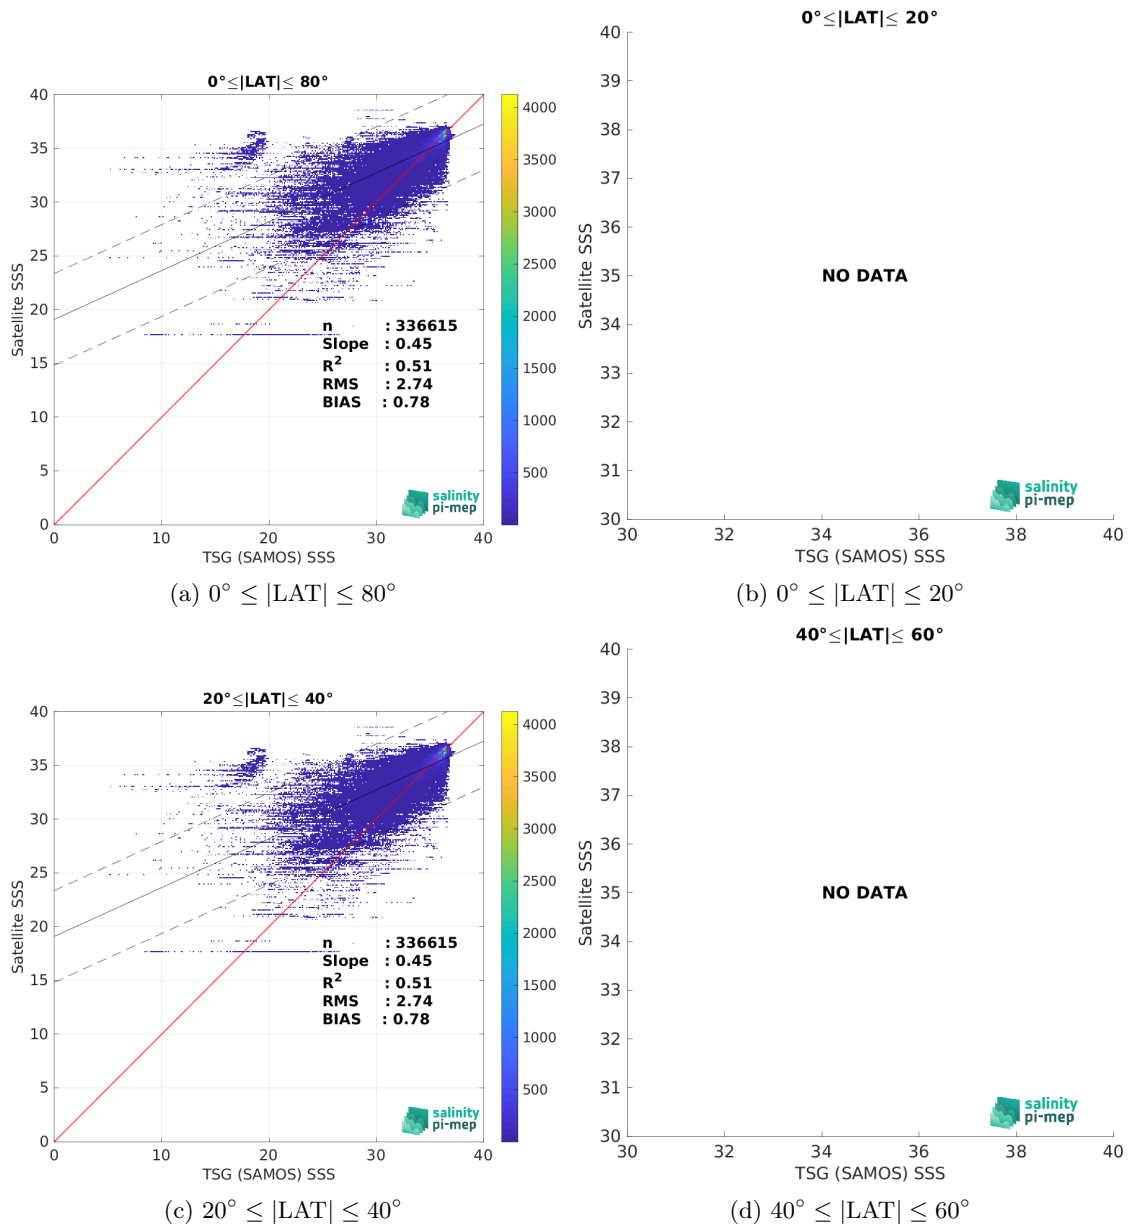 0°≤|LAT|≤ 80°
40
35
30
25
20
15
10
5
0
Satellite SSS
0 10 20 30 40
TSG (SAMOS) SSS
n : 336615
Slope : 0.45
R² : 0.51
RMS : 2.74
BIAS : 0.78
salinity
pi-mep
4000
3500
3000
2500
2000
1500
1000
500
(a) 0° ≤ |LAT| ≤ 80°
0°≤|LAT|≤ 20°
40
39
38
37
36
35
34
33
32
31
30
Satellite SSS
NO DATA
salinity
pi-mep
30 32 34 36 38 40
TSG (SAMOS) SSS
(b) 0° ≤ |LAT| ≤ 20°
20°≤|LAT|≤ 40°
40
35
30
25
20
15
10
5
0
Satellite SSS
0 10 20 30 40
TSG (SAMOS) SSS
n : 336615
Slope : 0.45
R² : 0.51
RMS : 2.74
BIAS : 0.78
salinity
pi-mep
4000
3500
3000
2500
2000
1500
1000
500
(c) 20° ≤ |LAT| ≤ 40°
40°≤|LAT|≤ 60°
40
39
38
37
36
35
34
33
32
31
30
Satellite SSS
NO DATA
salinity
pi-mep
30 32 34 36 38 40
TSG (SAMOS) SSS
(d) 40° ≤ |LAT| ≤ 60°